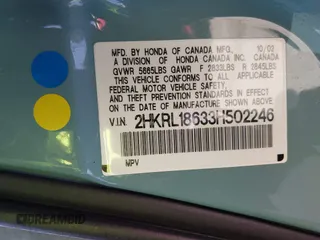 MFD. BY HONDA OF CANADA MFG. 10/02
A DIVISION OF HONDA CANADA INC.
GVWR 5665LBS GAWR F 2833LBS R 2845LBS
THIS VEHICLE CONFORMS TO ALL APPLICABLE
FEDERAL MOTOR VEHICLE SAFETY AND
THEFT PREVENTION STANDARDS IN EFFECT
ON THE DATE OF MANUFACTURE SHOWN ABOVE.
V.I.N. 2HKRL18633H502246
MPV
© DREAMBID